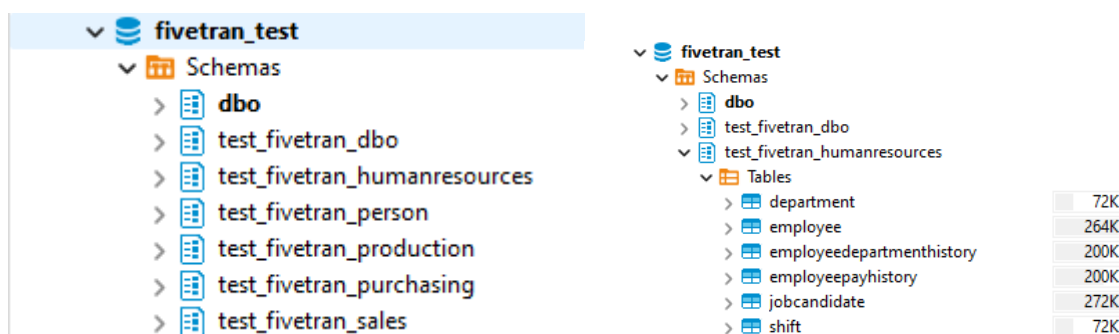 fivetran_test
Schemas
dbo
test_fivetran_dbo
test_fivetran_humanresources
test_fivetran_person
test_fivetran_production
test_fivetran_purchasing
test_fivetran_sales
fivetran_test
Schemas
dbo
test_fivetran_dbo
test_fivetran_humanresources
Tables
department 72K
employee 264K
employeedepartmenthistory 200K
employeepayhistory 200K
jobcandidate 272K
shift 72K